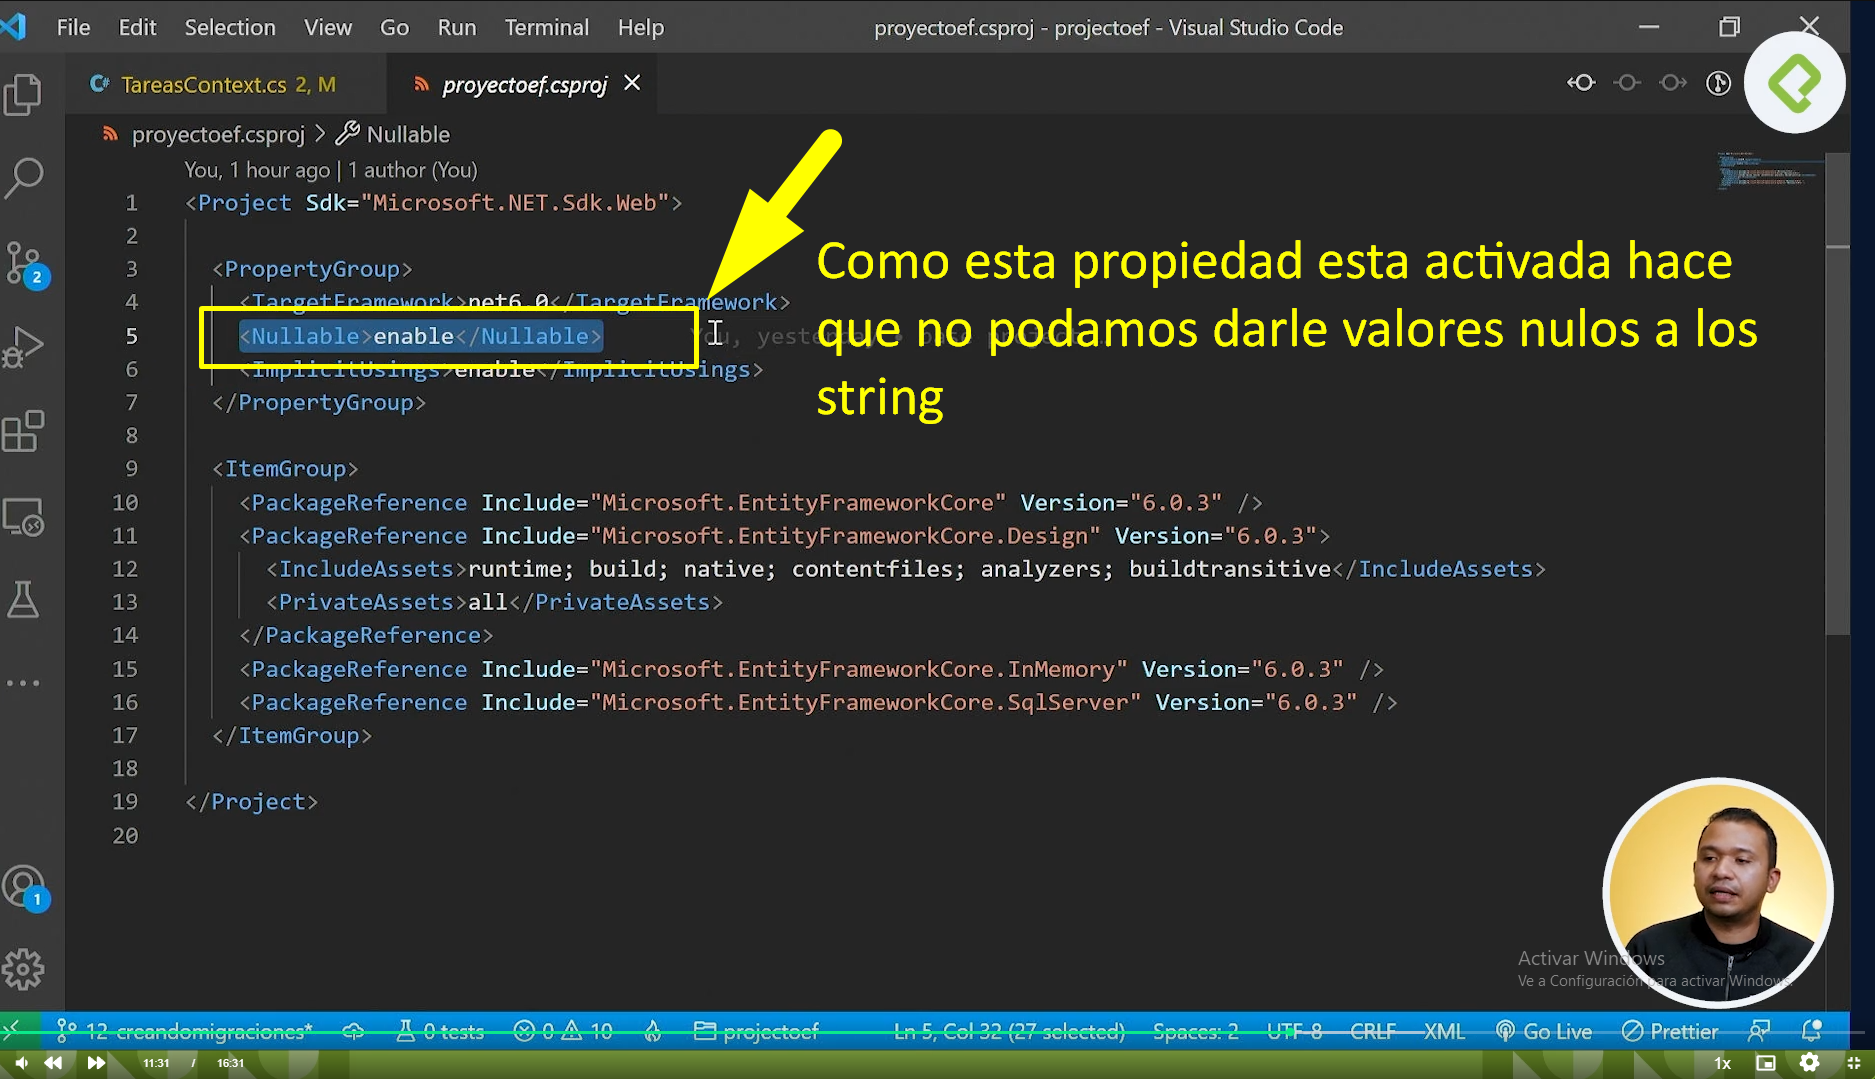 File Edit Selection View Go Run Terminal Help proyectoef.csproj - projectoef - Visual Studio Code
TareasContext.cs 2, M proyectoef.csproj
proyectoef.csproj > Nullable
You, 1 hour ago | 1 author (You)
1 <Project Sdk="Microsoft.NET.Sdk.Web">
2
3 <PropertyGroup>
4 <TargetFramework>net6.0</TargetFramework>
5 <Nullable>enable</Nullable> You, yesterday • base project
6 <ImplicitUsings>enable</ImplicitUsings>
7 </PropertyGroup>
8
9 <ItemGroup>
10 <PackageReference Include="Microsoft.EntityFrameworkCore" Version="6.0.3" />
11 <PackageReference Include="Microsoft.EntityFrameworkCore.Design" Version="6.0.3">
12 <IncludeAssets>runtime; build; native; contentfiles; analyzers; buildtransitive</IncludeAssets>
13 <PrivateAssets>all</PrivateAssets>
14 </PackageReference>
15 <PackageReference Include="Microsoft.EntityFrameworkCore.InMemory" Version="6.0.3" />
16 <PackageReference Include="Microsoft.EntityFrameworkCore.SqlServer" Version="6.0.3" />
17 </ItemGroup>
18
19 </Project>
20
Como esta propiedad esta activada hace
que no podamos darle valores nulos a los
string
2
1
Activar Windows
Ve a Configuración para activar Windows.
12-creandomigraciones* 0 tests 0 10 projectoef Ln 5, Col 32 (27 selected) Spaces: 2 UTF-8 CRLF XML Go Live Prettier
11:31 / 16:31 1x